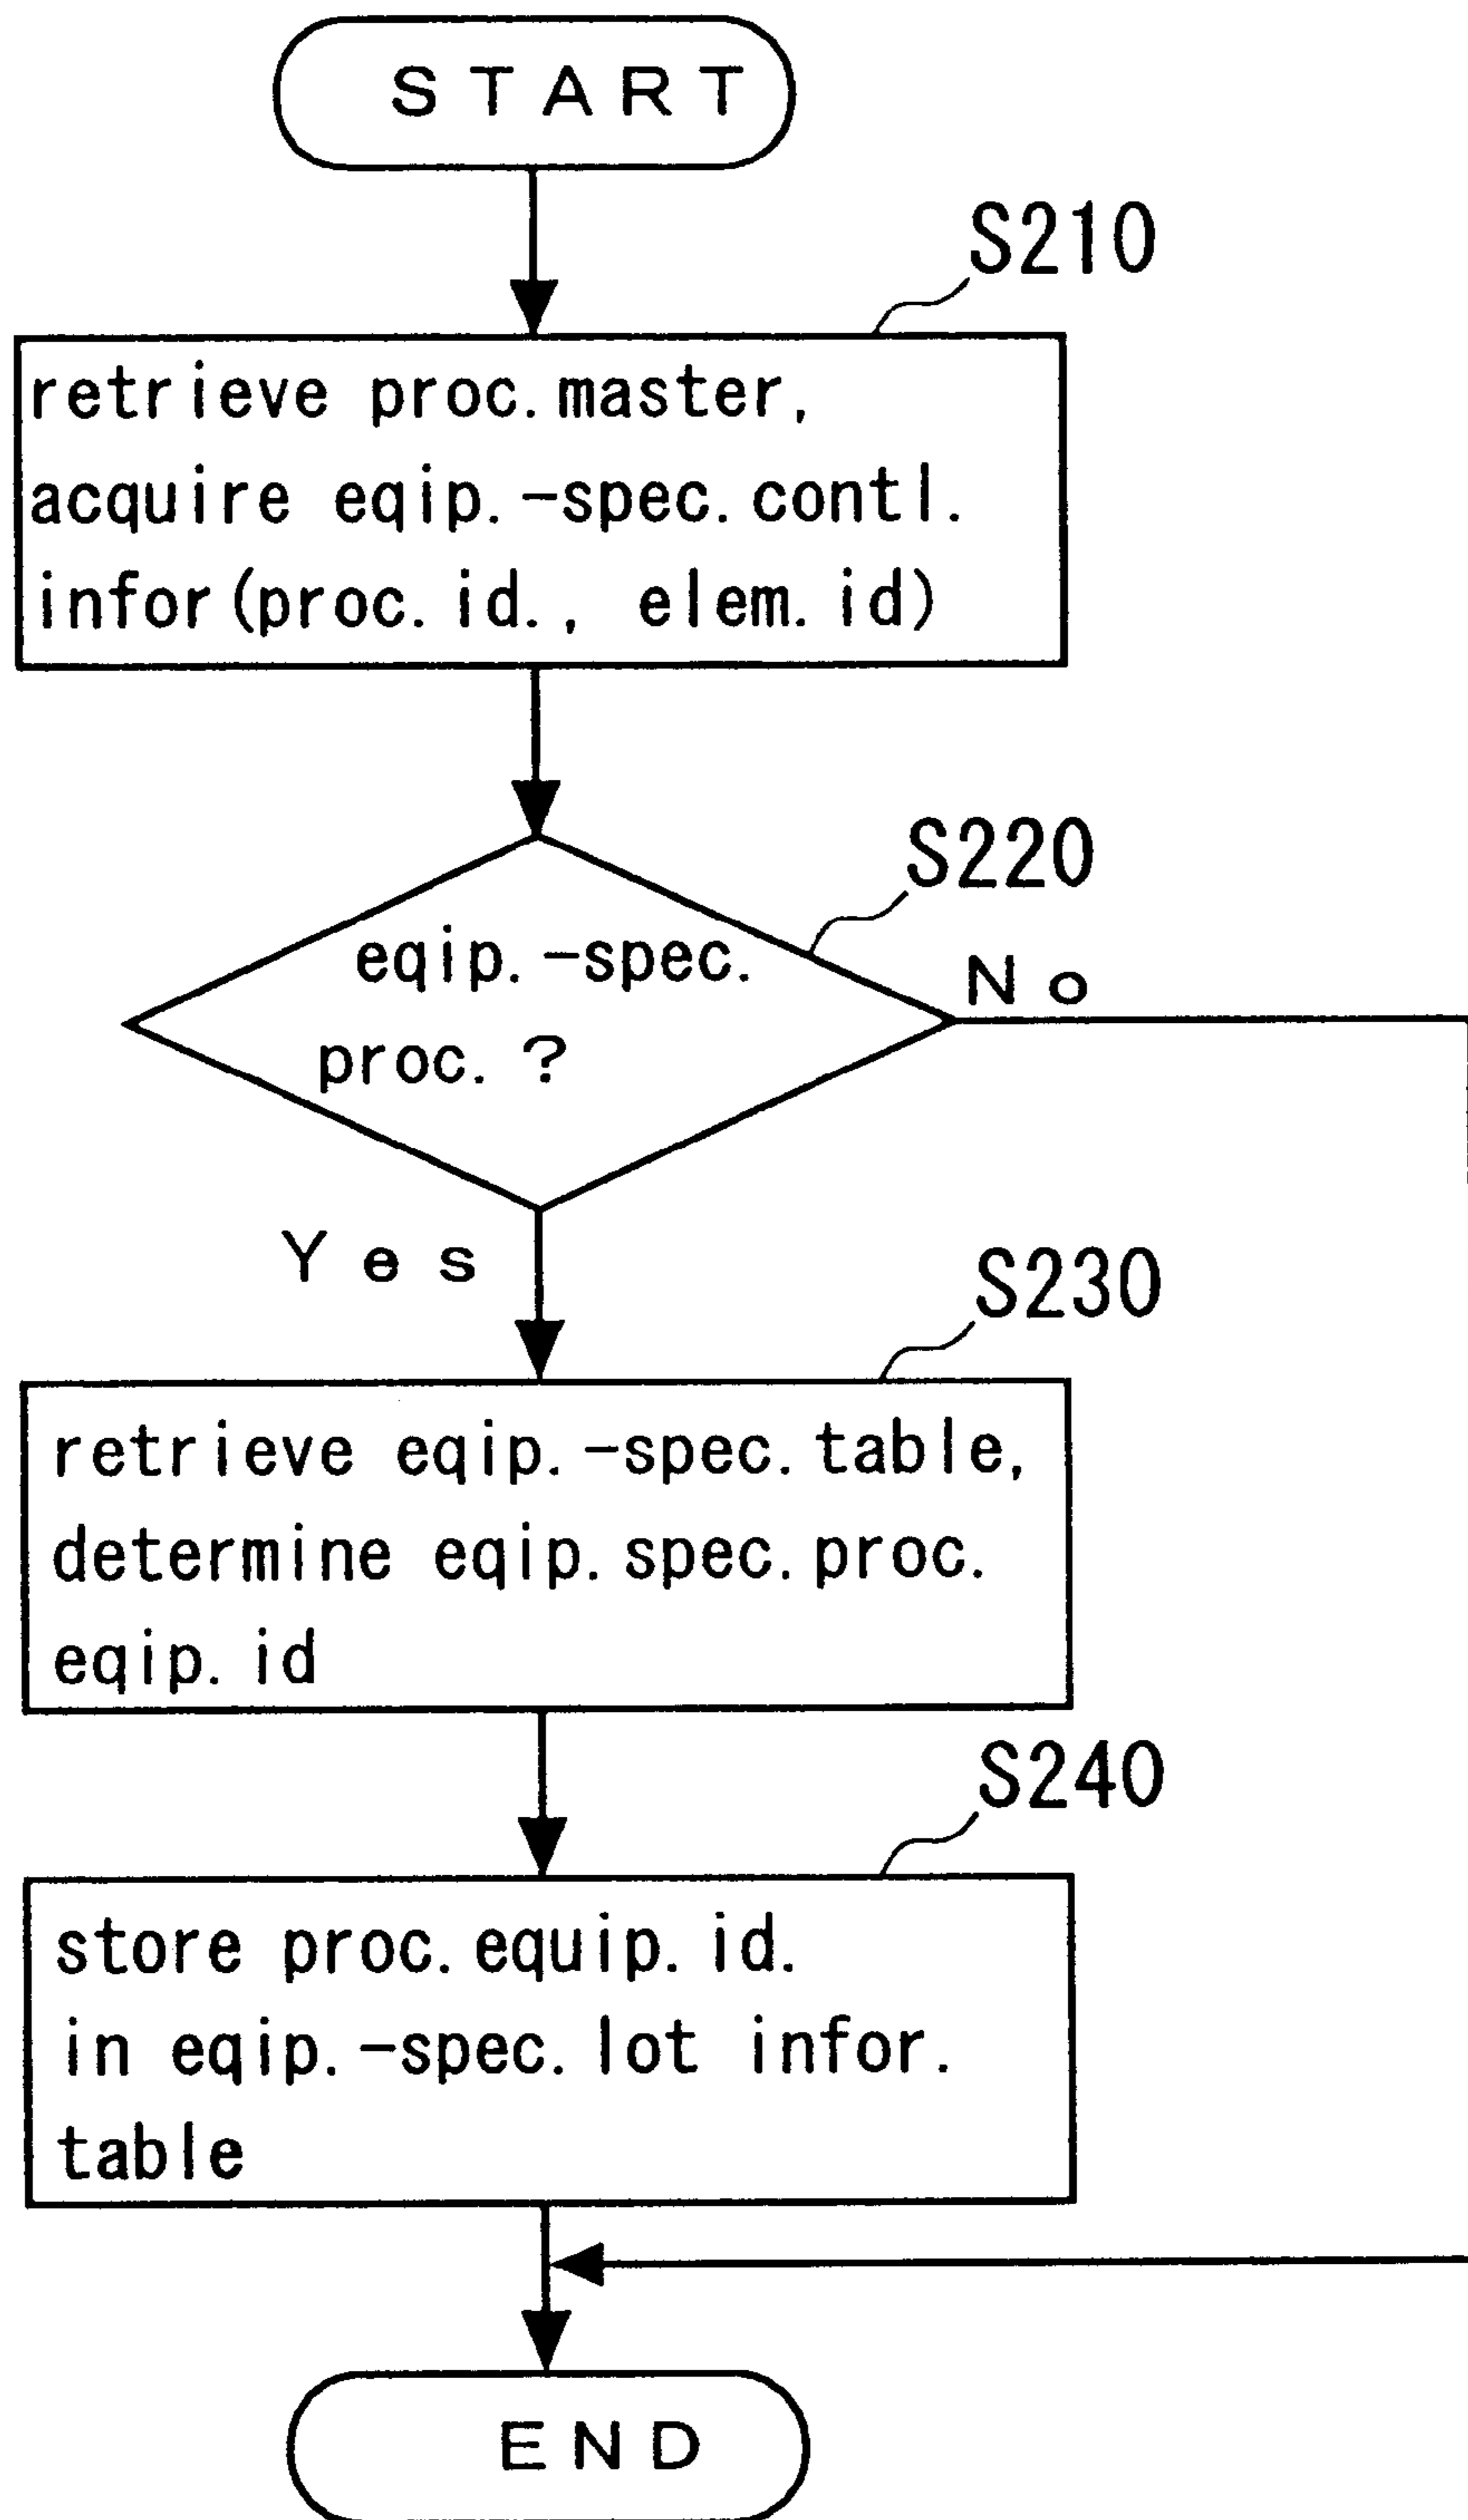 START
S210
retrieve proc.master,
acquire eqip.-spec.contl.
infor(proc.id., elem.id)
S220
eqip.-spec.
proc.?
No
Yes
S230
retrieve eqip.-spec.table,
determine eqip.spec.proc.
eqip.id
S240
store proc.equip.id.
in eqip.-spec.lot infor.
table
END